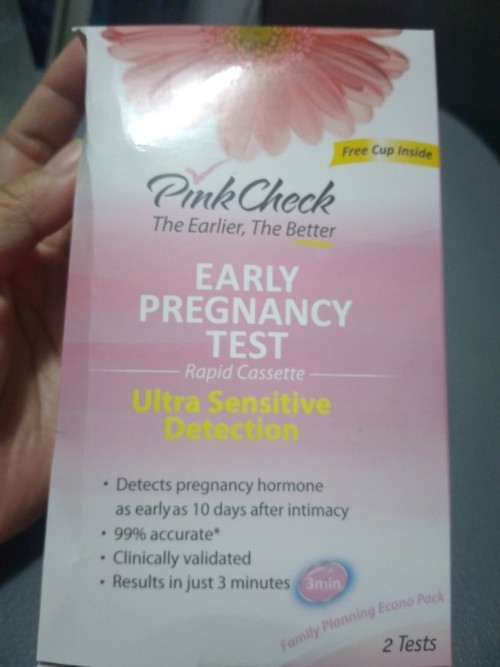 Free Cup Inside
Pink Check
The Earlier, The Better
EARLY
PREGNANCY
TEST
Rapid Cassette
Ultra Sensitive
Detection
• Detects pregnancy hormone
as early as 10 days after intimacy
• 99% accurate*
• Clinically validated
• Results in just 3 minutes 3min
Family Planning Econo Pack
2 Tests